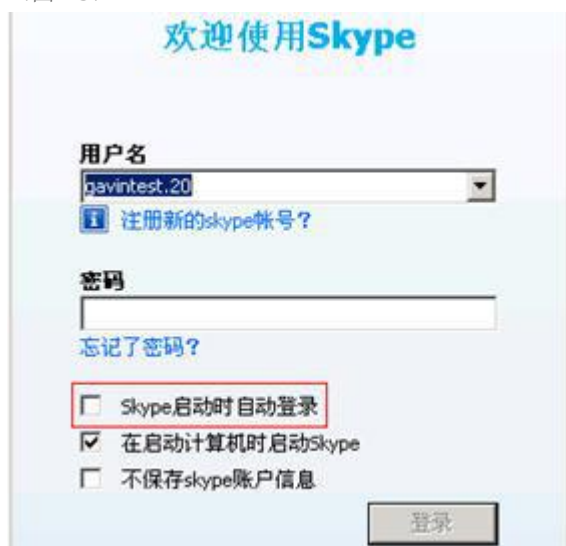 欢迎使用Skype
用户名
gavintest.20
注册新的skype帐号？
密码
忘记了密码？
Skype启动时自动登录
在启动计算机时启动Skype
不保存skype账户信息
登录